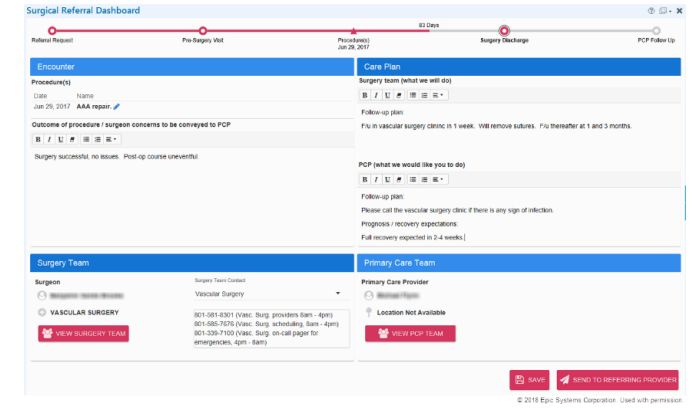 Surgical Referral Dashboard
83 Days
Referral Request
Pre-Surgery Visit
Procedure(s)
Jun 29, 2017
Surgery Discharge
PCP Follow Up
Encounter
Procedure(s)
Date Name
Jun 29, 2017 AAA repair.
Outcome of procedure / surgeon concerns to be conveyed to PCP
B I U
Surgery successful, no issues. Post-op course uneventful.
Care Plan
Surgery team (what we will do)
B I U
Follow-up plan:
F/u in vascular surgery clininc in 1 week. Will remove sutures. F/u thereafter at 1 and 3 months.
PCP (what we would like you to do)
B I U
Follow-up plan:
Please call the vascular surgery clinic if there is any sign of infection.
Prognosis / recovery expectations:
Full recovery expected in 2-4 weeks.
Surgery Team
Surgeon
VASCULAR SURGERY
VIEW SURGERY TEAM
Surgery Team Contact
Vascular Surgery
801-581-8301 (Vasc. Surg. providers 8am - 4pm)
801-585-7676 (Vasc. Surg. scheduling, 8am - 4pm)
801-339-7100 (Vasc. Surg. on-call pager for
emergencies, 4pm - 8am)
Primary Care Team
Primary Care Provider
Location Not Available
VIEW PCP TEAM
SAVE
SEND TO REFERRING PROVIDER
© 2018 Epic Systems Corporation. Used with permission.